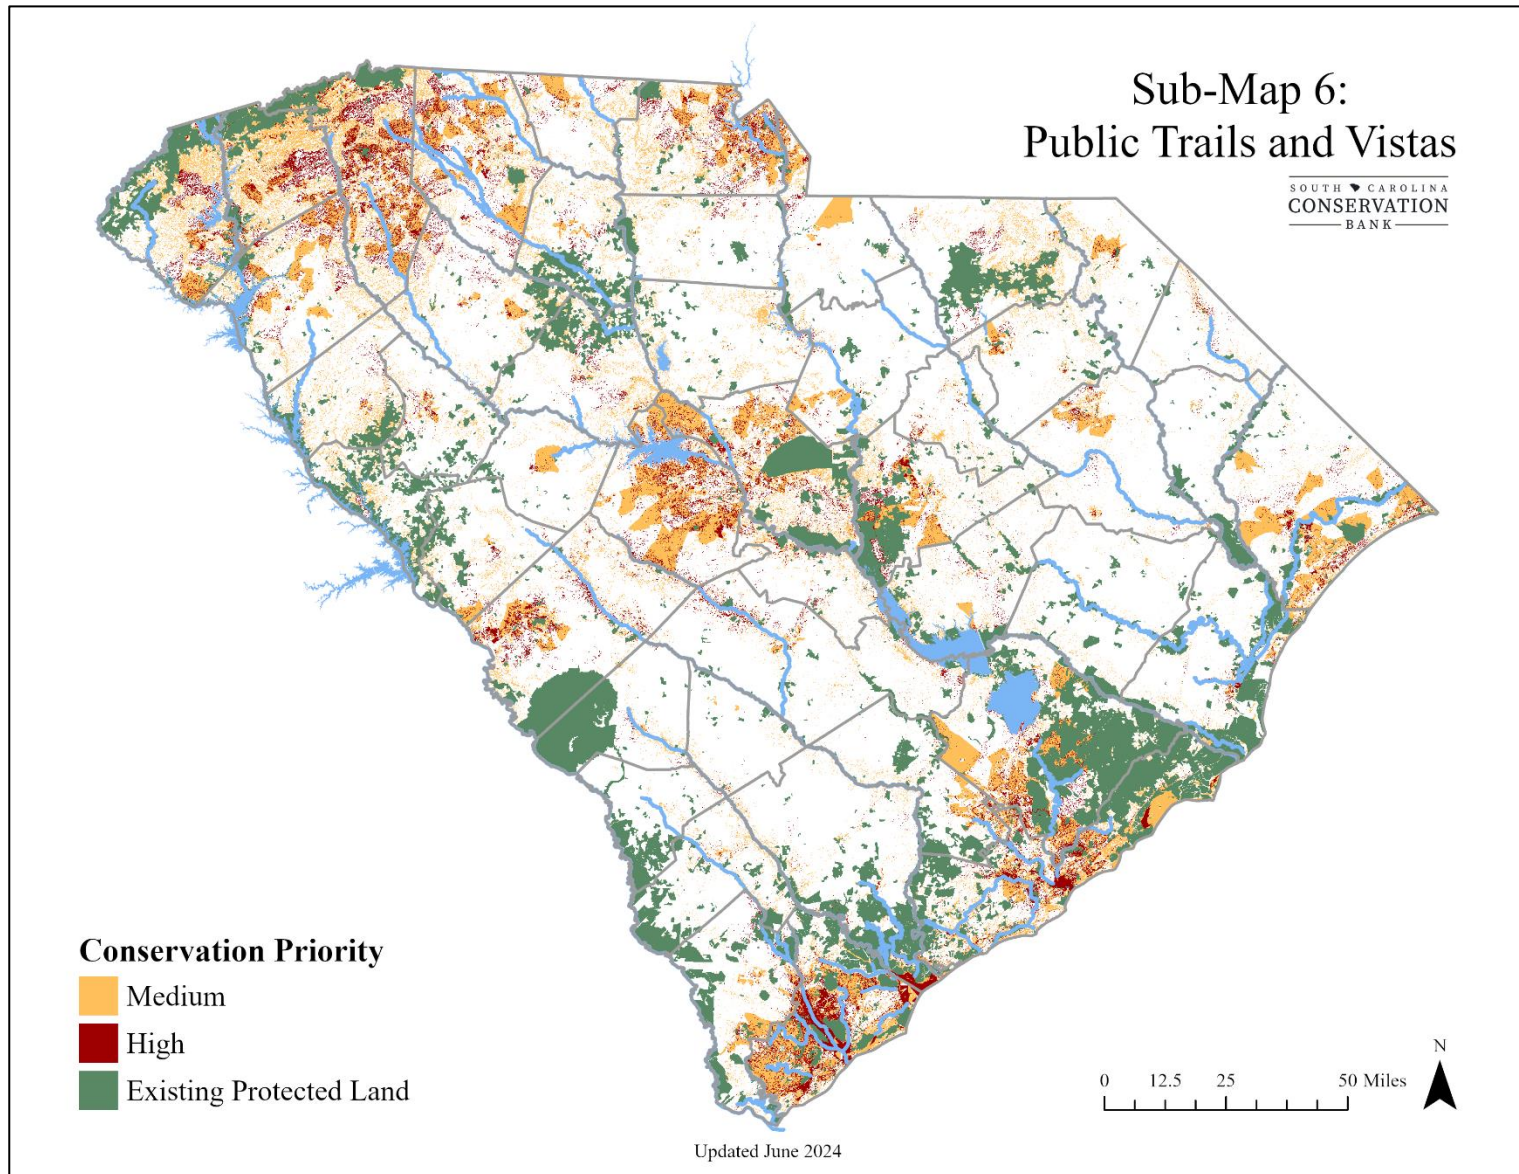 Sub-Map 6:
Public Trails and Vistas
SOUTH CAROLINA
CONSERVATION
BANK
Conservation Priority
Medium
High
Existing Protected Land
N
0 12.5 25 50 Miles
Updated June 2024